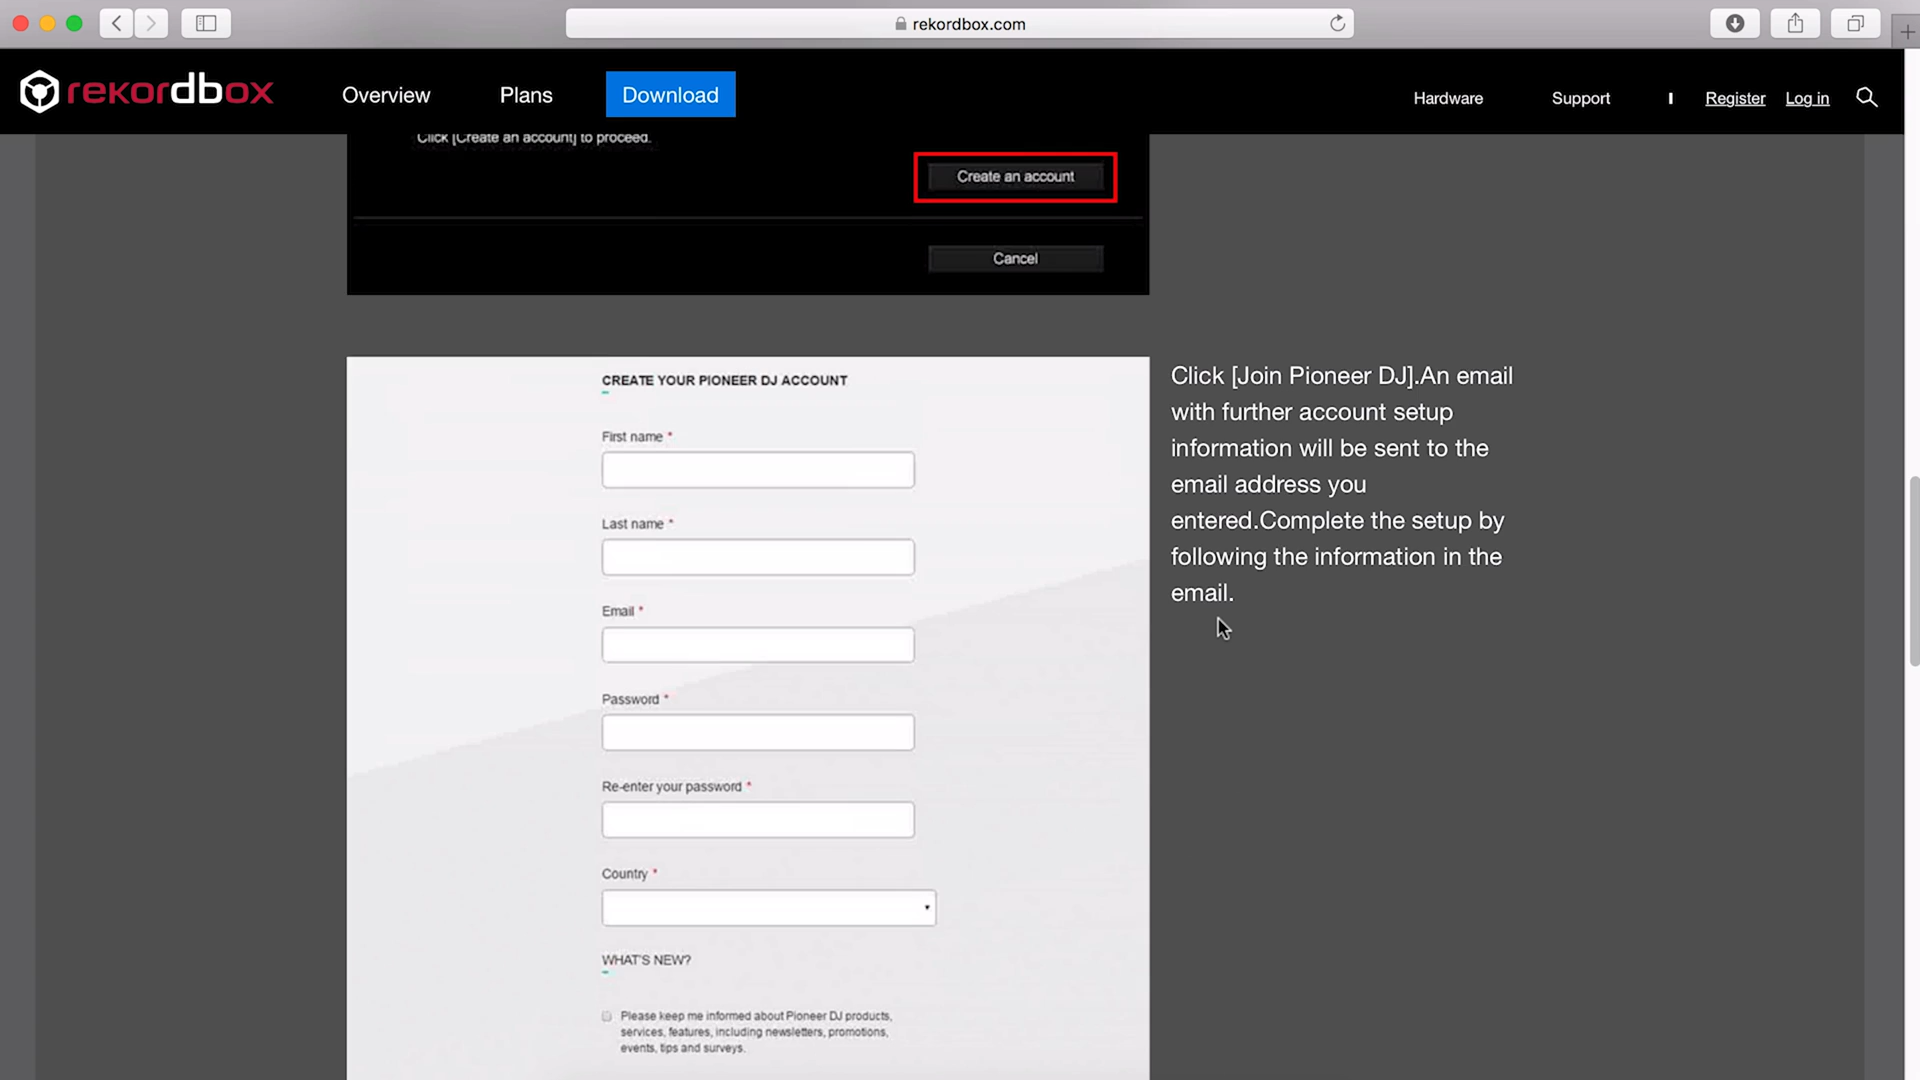 rekordbox.com
rekordbox
Overview
Plans
Download
Hardware
Support
Register
Log in
Click [Create an account] to proceed.
Create an account
Cancel
CREATE YOUR PIONEER DJ ACCOUNT
First name *
Last name *
Email *
Password *
Re-enter your password *
Country *
WHAT'S NEW?
Please keep me informed about Pioneer DJ products,
services, features, including newsletters, promotions,
events, tips and surveys.
Click [Join Pioneer DJ].An email
with further account setup
information will be sent to the
email address you
entered.Complete the setup by
following the information in the
email.